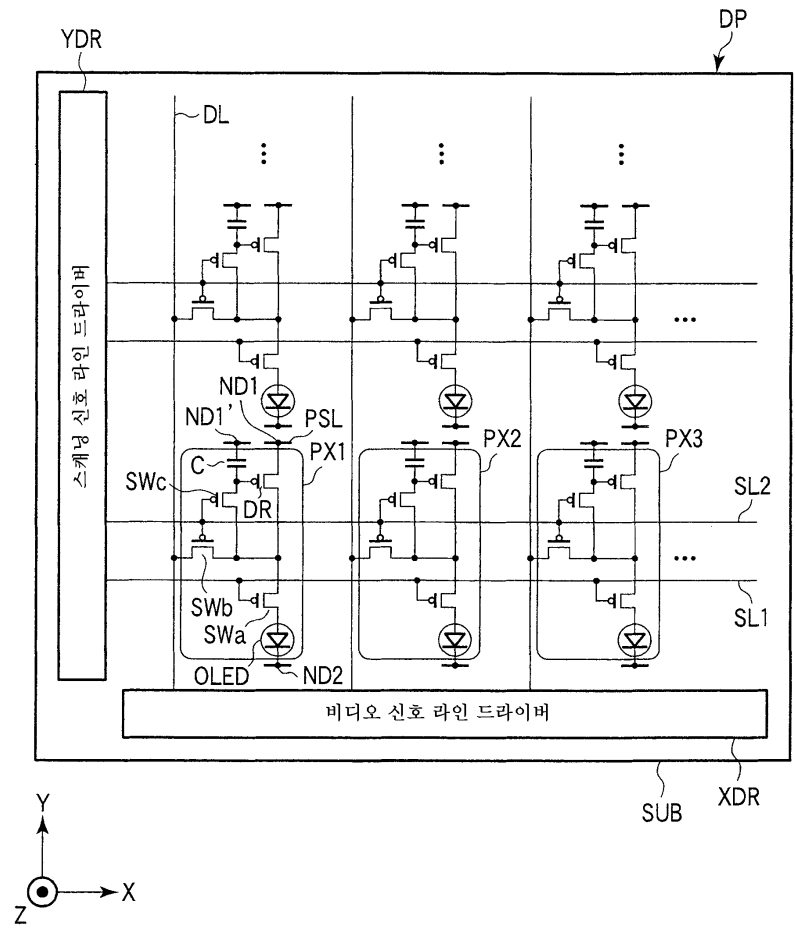 DP
YDR
DL
스캐닝 신호 라인 드라이버
ND1
ND1'
PSL
PX1
PX2
PX3
C
SWc
DR
SL2
SWb
SWa
SL1
OLED
ND2
비디오 신호 라인 드라이버
XDR
SUB
Y
X
Z